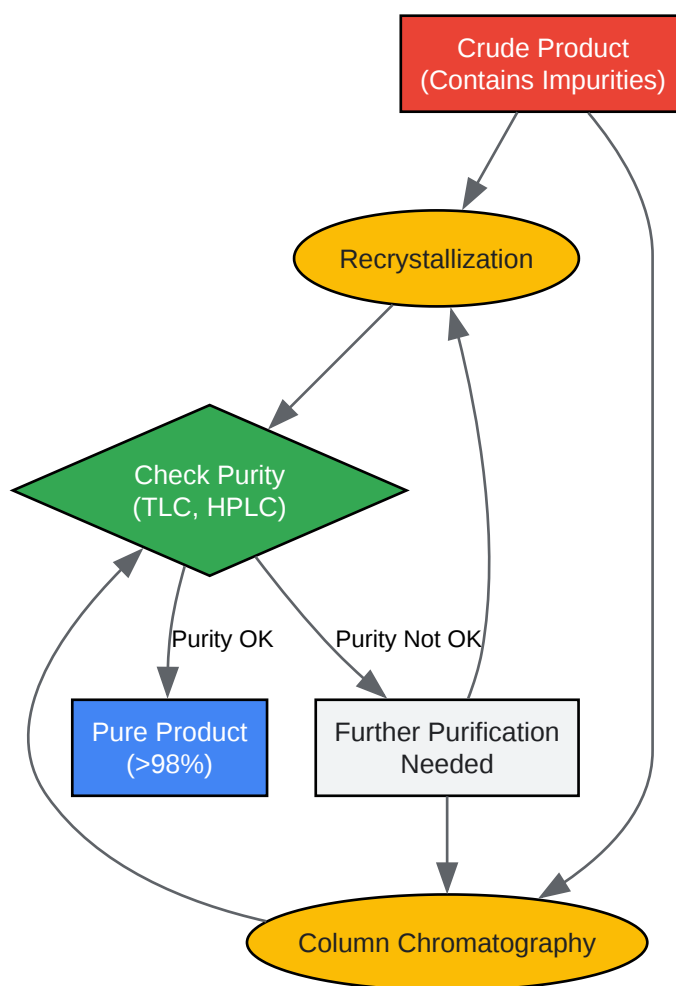 Crude Product
(Contains Impurities)
Recrystallization
Check Purity
(TLC, HPLC)
Purity OK
Purity Not OK
Pure Product
(>98%)
Further Purification
Needed
Column Chromatography